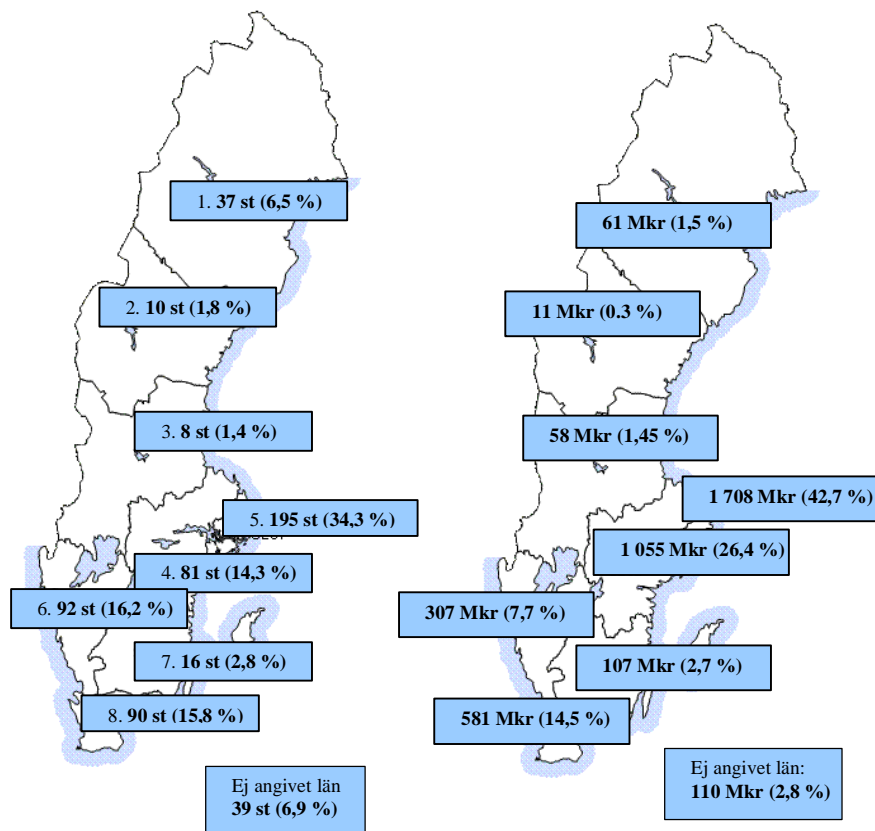 1. 37 st (6,5 %)
2. 10 st (1,8 %)
3. 8 st (1,4 %)
5. 195 st (34,3 %)
4. 81 st (14,3 %)
6. 92 st (16,2 %)
7. 16 st (2,8 %)
8. 90 st (15,8 %)
Ej angivet län
39 st (6,9 %)
61 Mkr (1,5 %)
11 Mkr (0.3 %)
58 Mkr (1,45 %)
1 708 Mkr (42,7 %)
1 055 Mkr (26,4 %)
307 Mkr (7,7 %)
107 Mkr (2,7 %)
581 Mkr (14,5 %)
Ej angivet län:
110 Mkr (2,8 %)